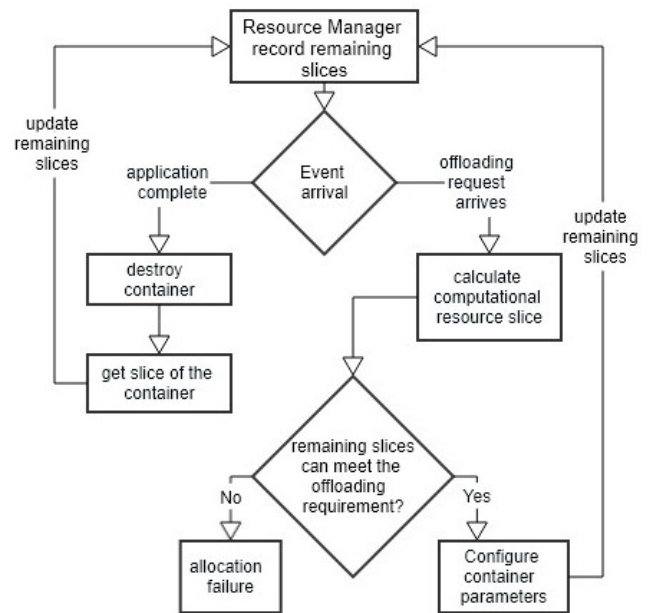 Resource Manager
record remaining
slices
update
remaining
slices
application
complete
Event
arrival
offloading
request
arrives
update
remaining
slices
destroy
container
calculate
computational
resource slice
get slice of the
container
remaining slices
can meet the
offloading
requirement?
No
Yes
allocation
failure
Configure
container
parameters